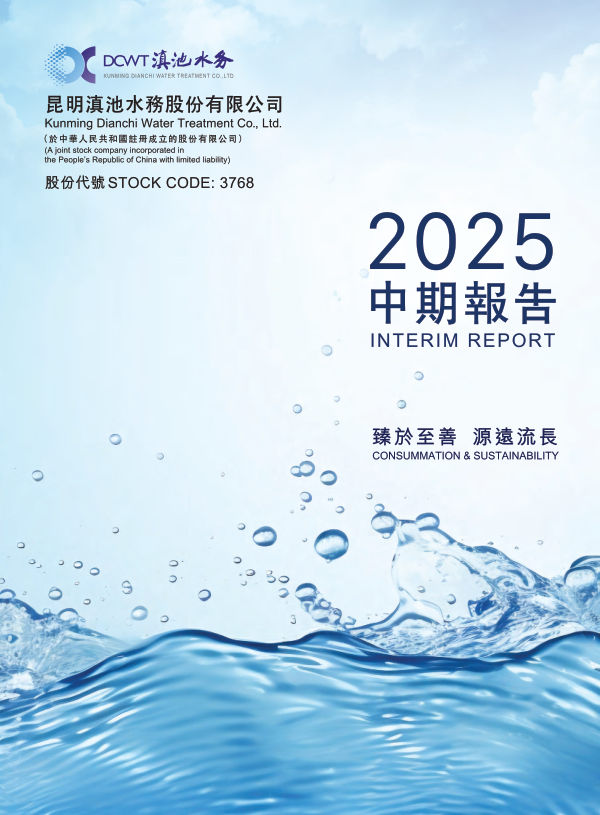 DCWT 滇池水务
KUNMING DIANCHI WATER TREATMENT CO.,LTD
昆明滇池水務股份有限公司
Kunming Dianchi Water Treatment Co., Ltd.
(於中華人民共和國註冊成立的股份有限公司)
(A joint stock company incorporated in
the People's Republic of China with limited liability)
股份代號 STOCK CODE: 3768
2025
中期報告
INTERIM REPORT
臻於至善 源遠流長
CONSUMMATION & SUSTAINABILITY